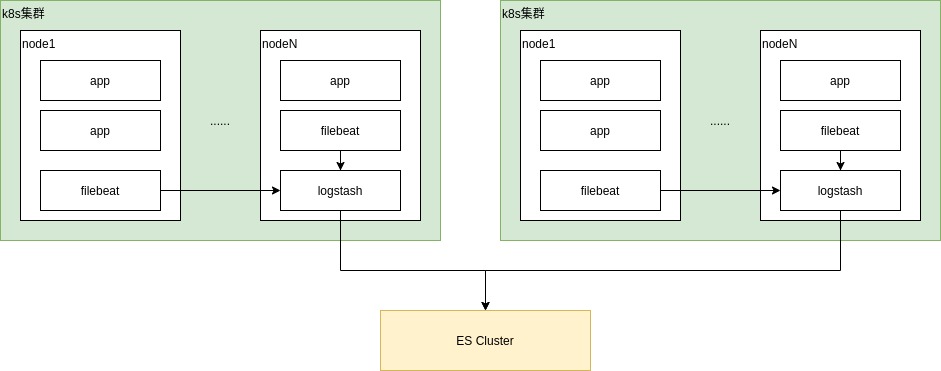 k8s集群
node1
app
app
filebeat
......
nodeN
app
filebeat
logstash
k8s集群
node1
app
app
filebeat
......
nodeN
app
filebeat
logstash
ES Cluster